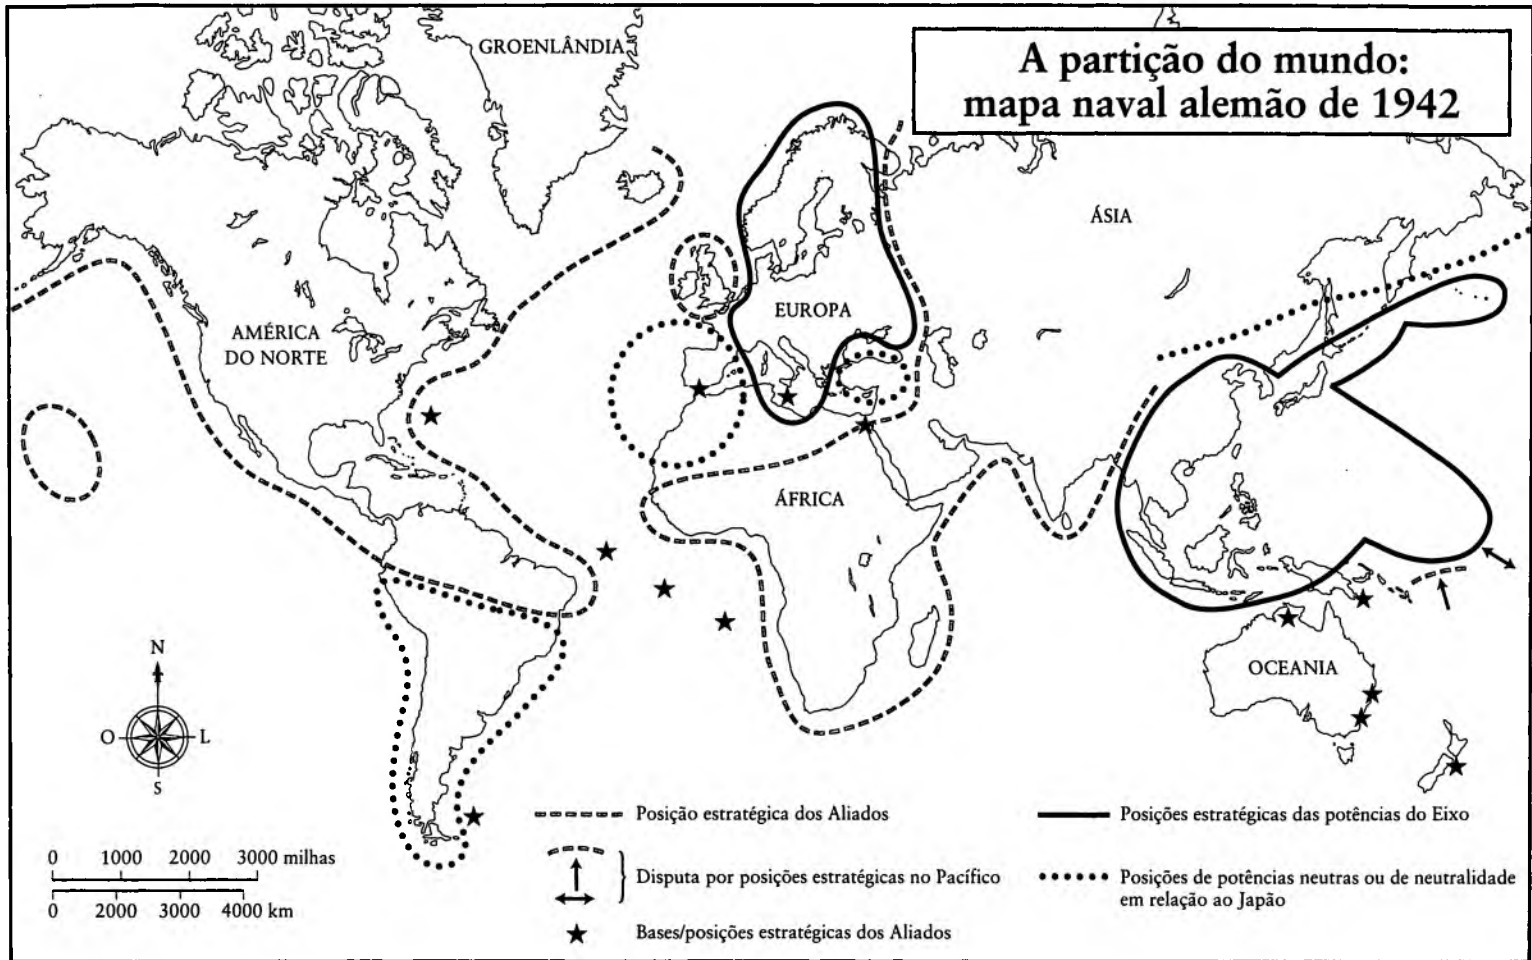 GROENLÂNDIA
A partição do mundo:
mapa naval alemão de 1942
ÁSIA
EUROPA
AMÉRICA
DO NORTE
ÁFRICA
OCEANIA
N
O
L
S
0 1000 2000 3000 milhas
0 2000 3000 4000 km
Posição estratégica dos Aliados
Disputa por posições estratégicas no Pacífico
Bases/posições estratégicas dos Aliados
Posições estratégicas das potências do Eixo
Posições de potências neutras ou de neutralidade
em relação ao Japão